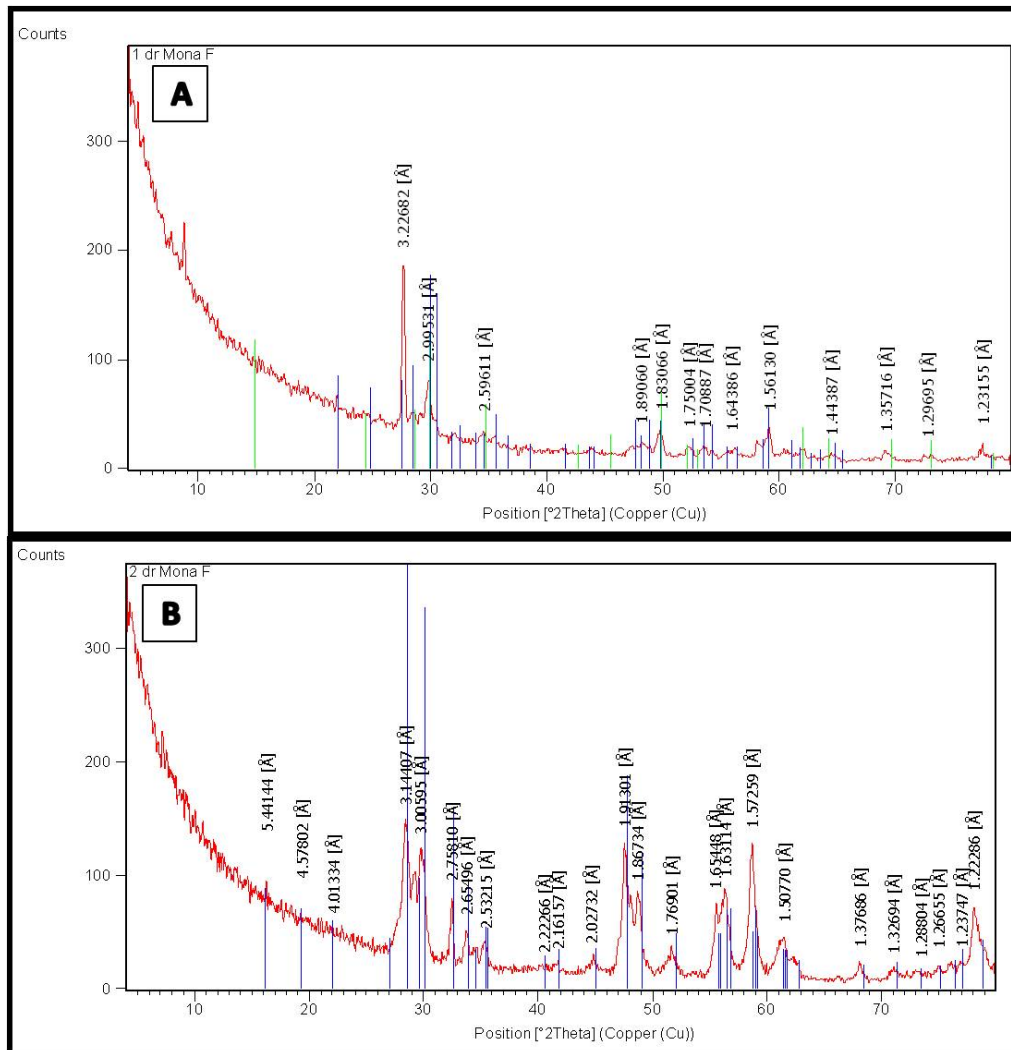 Counts
1 dr Mona F
A
300
200
100
0
3.22682 [Å]
2.99531 [Å]
2.59611 [Å]
1.89060 [Å]
1.83066 [Å]
1.75004 [Å]
1.70887 [Å]
1.64386 [Å]
1.56130 [Å]
1.44387 [Å]
1.35716 [Å]
1.29695 [Å]
1.23155 [Å]
10 20 30 40 50 60 70
Position [°2Theta] (Copper (Cu))
Counts
2 dr Mona F
B
300
200
100
0
5.44144 [Å]
4.57802 [Å]
4.01334 [Å]
3.14407 [Å]
3.00595 [Å]
2.75810 [Å]
2.65496 [Å]
2.53215 [Å]
2.22266 [Å]
2.16157 [Å]
2.02732 [Å]
1.91301 [Å]
1.86734 [Å]
1.76901 [Å]
1.65448 [Å]
1.63114 [Å]
1.57259 [Å]
1.50770 [Å]
1.37686 [Å]
1.32694 [Å]
1.28804 [Å]
1.26655 [Å]
1.23747 [Å]
1.22286 [Å]
10 20 30 40 50 60 70
Position [°2Theta] (Copper (Cu))